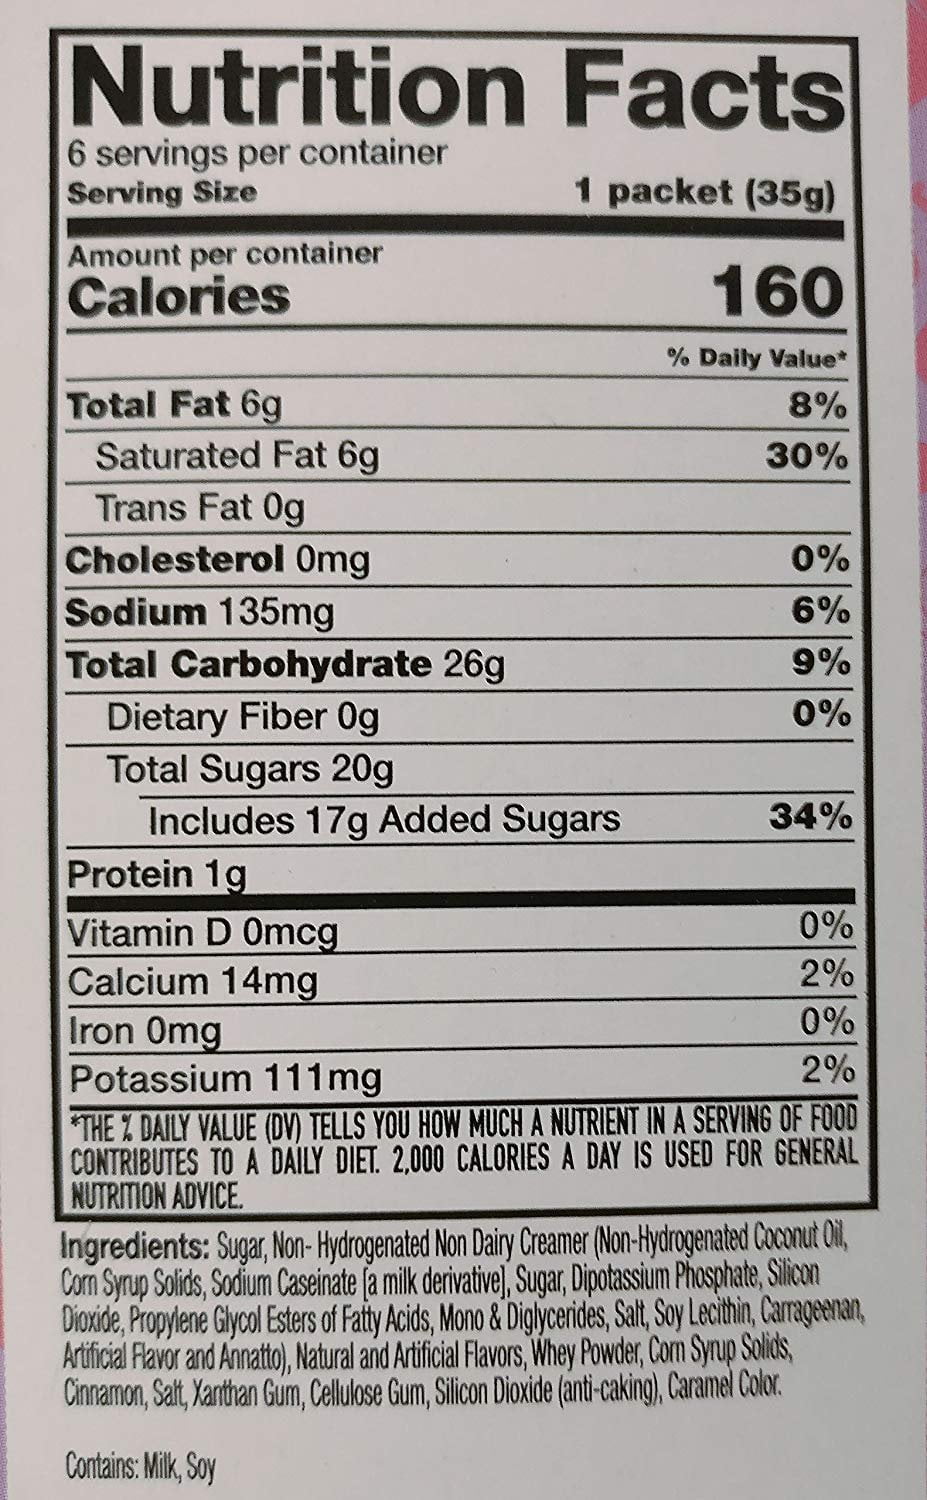 Nutrition Facts
6 servings per container
Serving Size 1 packet (35g)
Amount per container
Calories 160
% Daily Value*
Total Fat 6g 8%
Saturated Fat 6g 30%
Trans Fat 0g
Cholesterol 0mg 0%
Sodium 135mg 6%
Total Carbohydrate 26g 9%
Dietary Fiber 0g 0%
Total Sugars 20g
Includes 17g Added Sugars 34%
Protein 1g
Vitamin D 0mcg 0%
Calcium 14mg 2%
Iron 0mg 0%
Potassium 111mg 2%
*THE % DAILY VALUE (DV) TELLS YOU HOW MUCH A NUTRIENT IN A SERVING OF FOOD
CONTRIBUTES TO A DAILY DIET. 2,000 CALORIES A DAY IS USED FOR GENERAL
NUTRITION ADVICE.
Ingredients: Sugar, Non- Hydrogenated Non Dairy Creamer (Non-Hydrogenated Coconut Oil,
Corn Syrup Solids, Sodium Caseinate [a milk derivative], Sugar, Dipotassium Phosphate, Silicon
Dioxide, Propylene Glycol Esters of Fatty Acids, Mono & Diglycerides, Salt, Soy Lecithin, Carrageenan,
Artificial Flavor and Annatto), Natural and Artificial Flavors, Whey Powder, Corn Syrup Solids,
Cinnamon, Salt, Xanthan Gum, Cellulose Gum, Silicon Dioxide (anti-caking), Caramel Color.
Contains: Milk, Soy